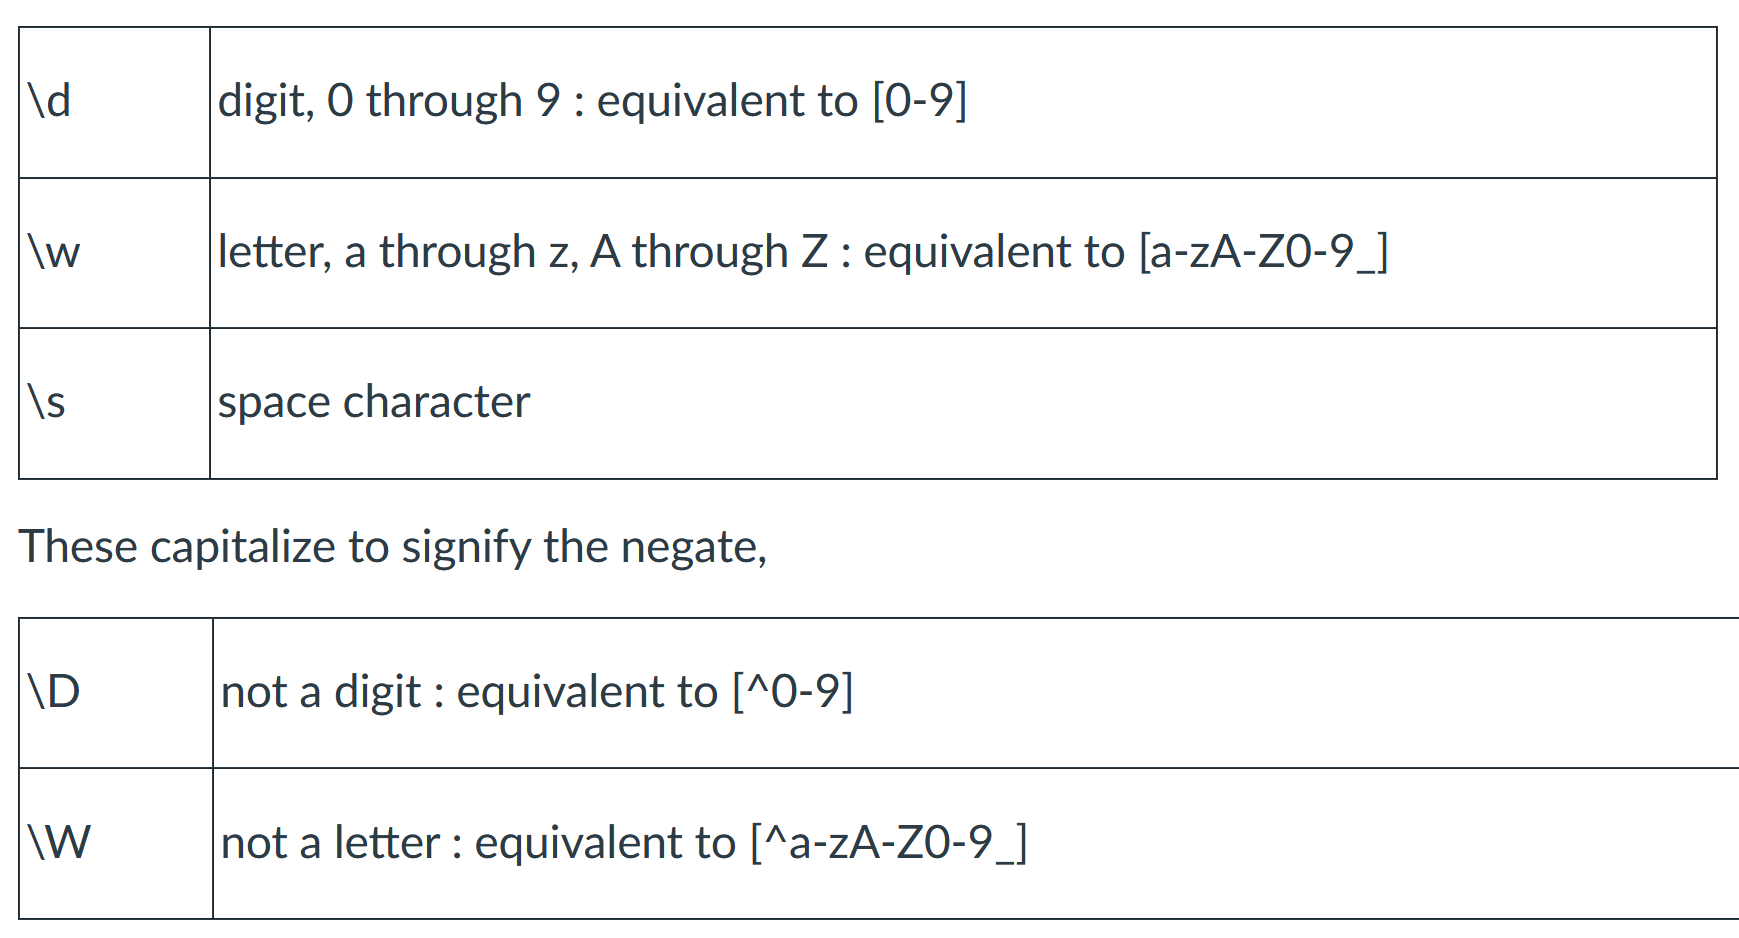 \d
digit, 0 through 9 : equivalent to [0-9]
\w
letter, a through z, A through Z : equivalent to [a-zA-Z0-9_]
\s
space character
These capitalize to signify the negate,
\D
not a digit : equivalent to [^0-9]
\W
not a letter : equivalent to [^a-zA-Z0-9_]